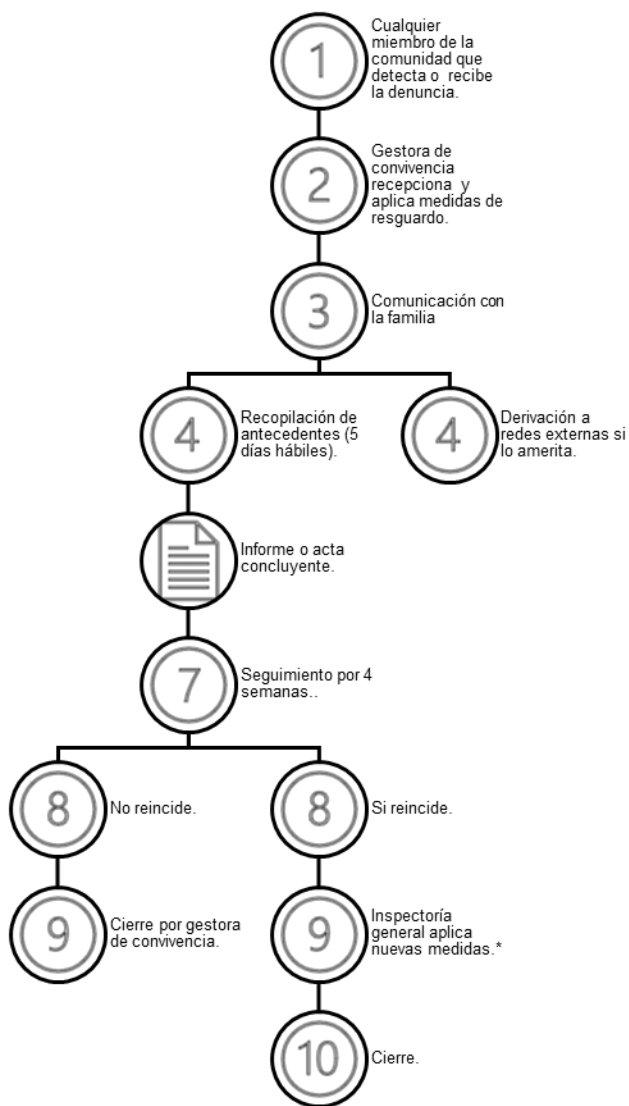 1
Cualquier
miembro de la
comunidad que
detecta o recibe
la denuncia.
2
Gestora de
convivencia
recepciona y
aplica medidas de
resguardo.
3
Comunicación con
la familia
4
Recopilación de
antecedentes (5
días hábiles).
4
Derivación a
redes externas si
lo amerita.
Informe o acta
concluyente.
7
Seguimiento por 4
semanas..
8
No reincide.
8
Si reincide.
9
Cierre por gestora
de convivencia.
9
Inspectoría
general aplica
nuevas medidas.*
10
Cierre.